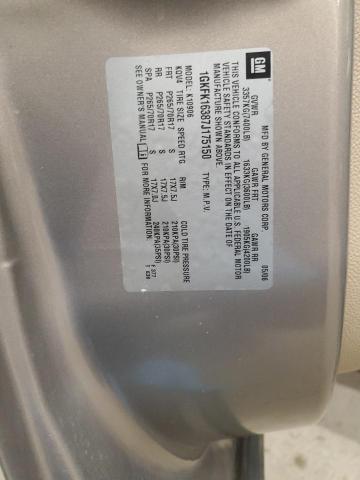 GM
MFD BY GENERAL MOTORS CORP. 05/06
GVWR GAWR FRT GAWR RR
3357KG(7400LB) 1633KG(3600LB) 1905KG(4200LB)
THIS VEHICLE CONFORMS TO ALL APPLICABLE U.S. FEDERAL MOTOR
VEHICLE SAFETY STANDARDS IN EFFECT ON THE DATE OF
MANUFACTURE SHOWN ABOVE
1GKFK16387J175150 TYPE: M.P.V.
MODEL: K10906
KOV4 TIRE SIZE SPEED RTG RIM COLD TIRE PRESSURE
FRT P265/70R17 S 17X7.5J 210KPA(30PSI)
RR P265/70R17 S 17X7.5J 210KPA(30PSI)
SPA P265/70R17 S 17X7.5J 240KPA(35PSI)
SEE OWNER'S MANUAL FOR MORE INFORMATION.